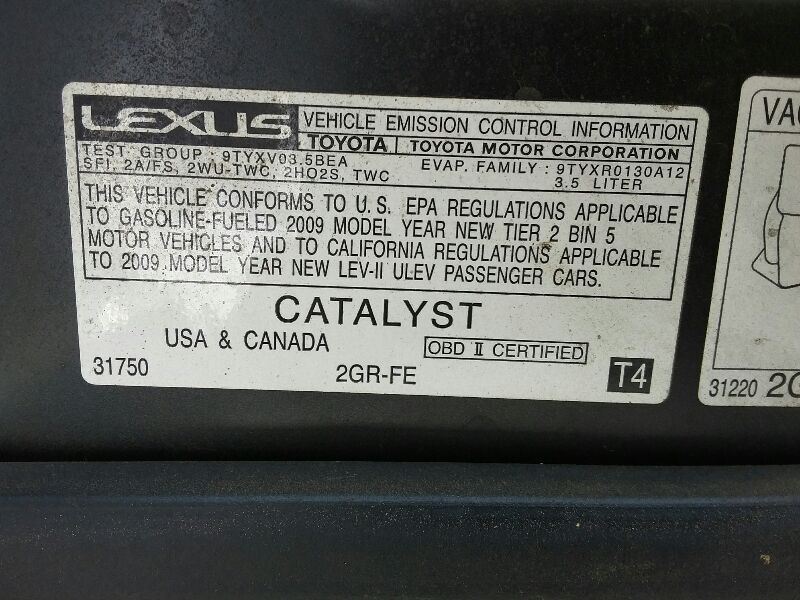 LEXUS VEHICLE EMISSION CONTROL INFORMATION
TOYOTA TOYOTA MOTOR CORPORATION
TEST GROUP : 9TYXV03.5BEA EVAP. FAMILY : 9TYXR0130A12
SFI, 2A/FS, 2WU-TWC, 2HO2S, TWC 3.5 LITER
THIS VEHICLE CONFORMS TO U.S. EPA REGULATIONS APPLICABLE
TO GASOLINE-FUELED 2009 MODEL YEAR NEW TIER 2 BIN 5
MOTOR VEHICLES AND TO CALIFORNIA REGULATIONS APPLICABLE
TO 2009 MODEL YEAR NEW LEV-II ULEV PASSENGER CARS.
CATALYST
USA & CANADA OBD II CERTIFIED
31750 2GR-FE T4
31220